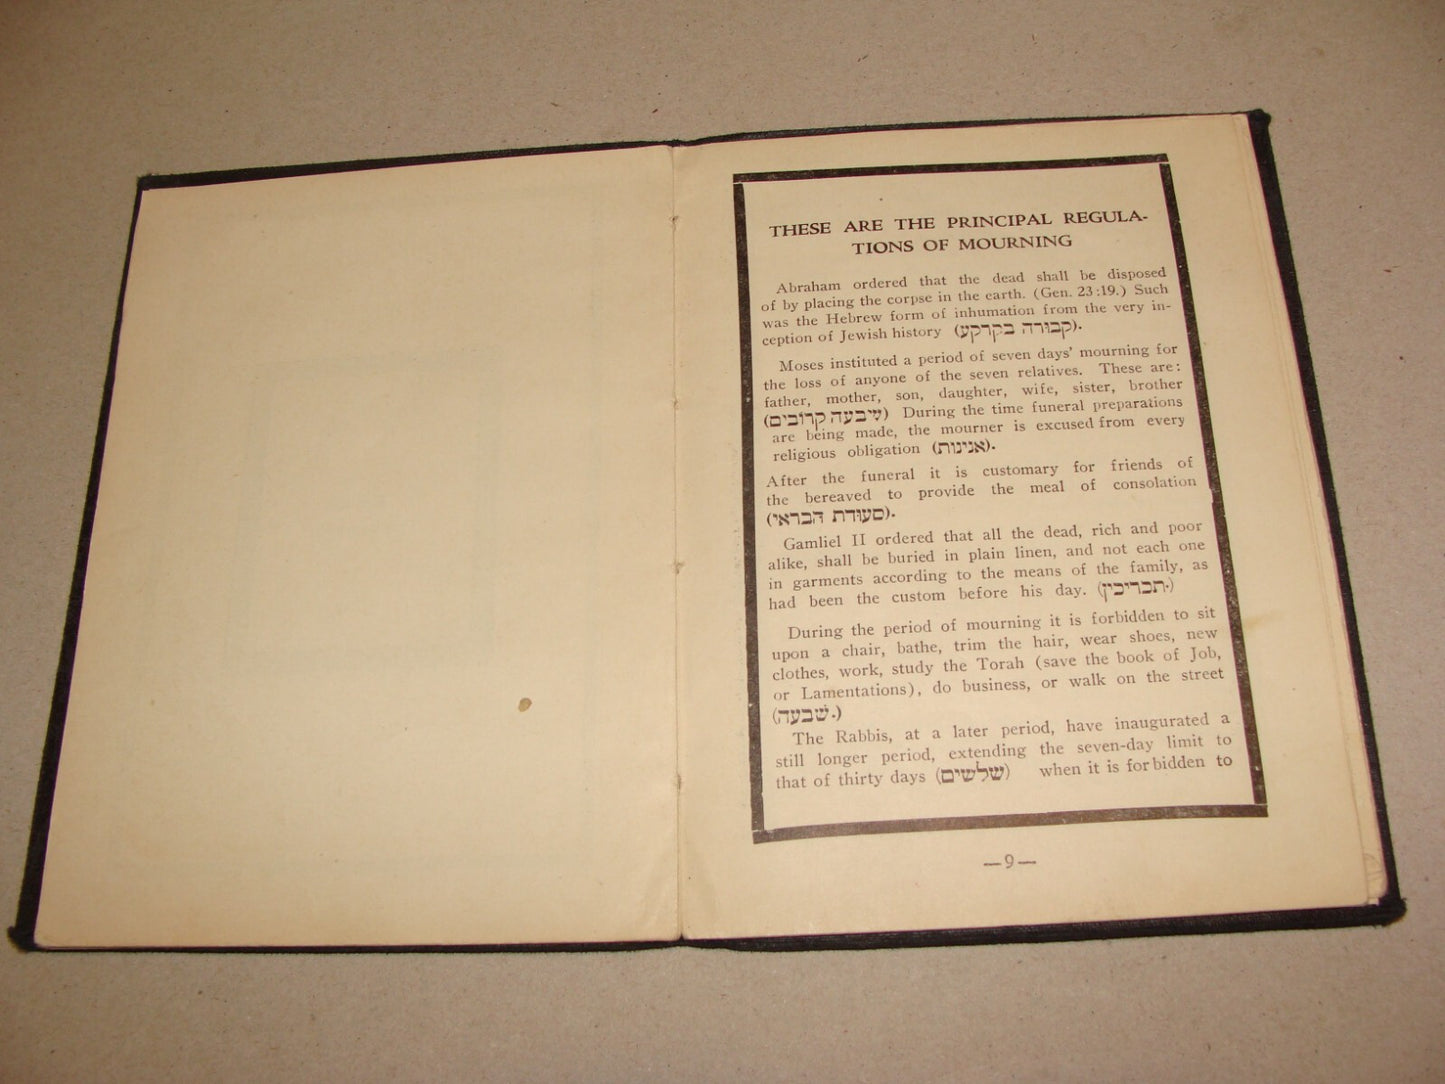 THESE ARE THE PRINCIPAL REGULA-
TIONS OF MOURNING
Abraham ordered that the dead shall be disposed
of by placing the corpse in the earth. (Gen. 23:19.) Such
was the Hebrew form of inhumation from the very in-
ception of Jewish history (קבורה בקרקע).
Moses instituted a period of seven days' mourning for
the loss of anyone of the seven relatives. These are:
father, mother, son, daughter, wife, sister, brother
(שׁיבעה קרובים) During the time funeral preparations
are being made, the mourner is excused from every
religious obligation (אנינות).
After the funeral it is customary for friends of
the bereaved to provide the meal of consolation
(סעודת הבראי).
Gamliel II ordered that all the dead, rich and poor
alike, shall be buried in plain linen, and not each one
in garments according to the means of the family, as
had been the custom before his day. (תכריכין.)
During the period of mourning it is forbidden to sit
upon a chair, bathe, trim the hair, wear shoes, new
clothes, work, study the Torah (save the book of Job,
or Lamentations), do business, or walk on the street
(שבעה.)
The Rabbis, at a later period, have inaugurated a
still longer period, extending the seven-day limit to
that of thirty days (שלשים) when it is forbidden to
—9—